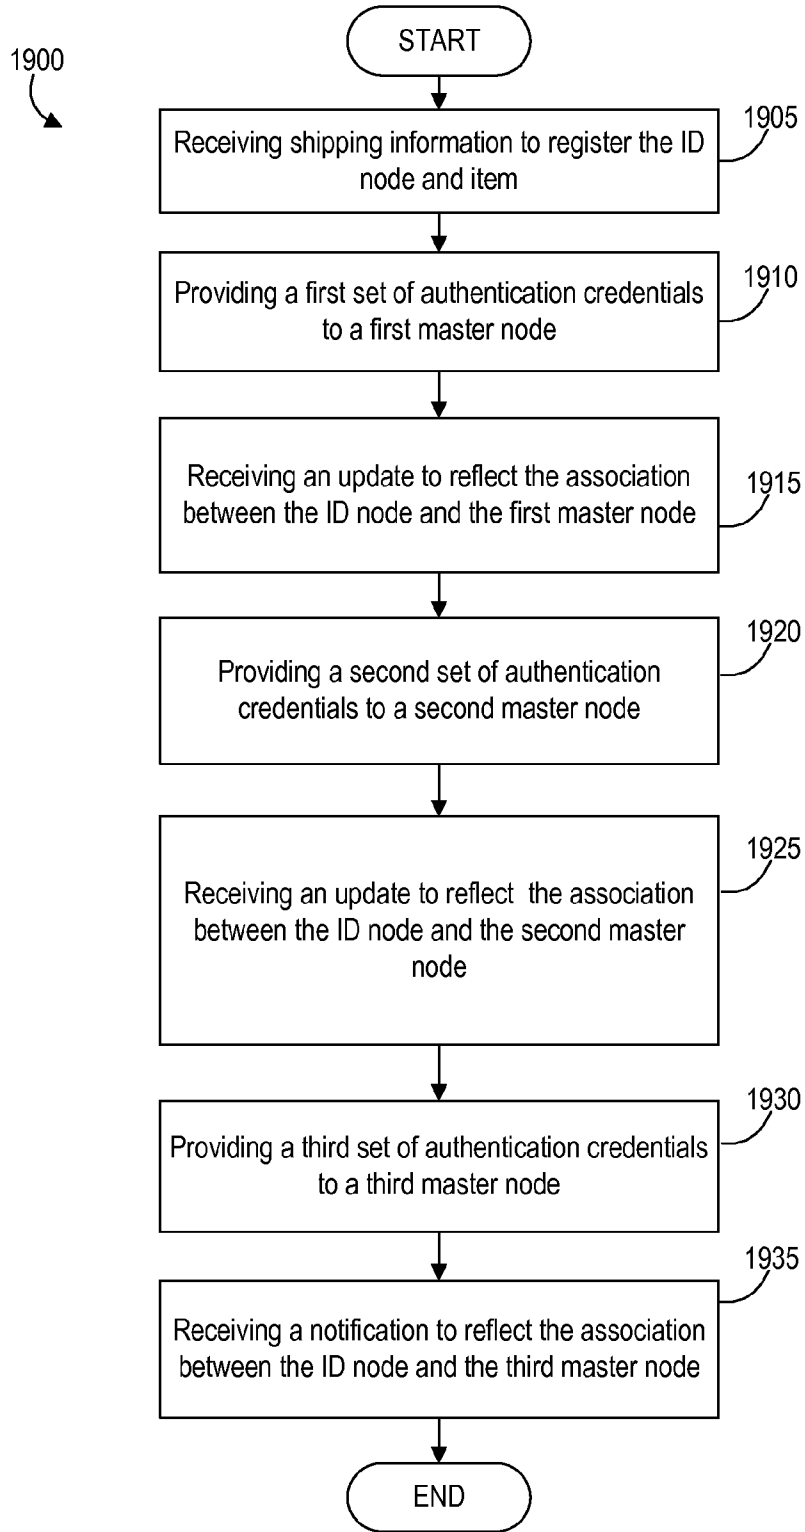 START
1900
1905
Receiving shipping information to register the ID
node and item
1910
Providing a first set of authentication credentials
to a first master node
Receiving an update to reflect the association
between the ID node and the first master node
1915
1920
Providing a second set of authentication
credentials to a second master node
1925
Receiving an update to reflect the association
between the ID node and the second master
node
1930
Providing a third set of authentication credentials
to a third master node
1935
Receiving a notification to reflect the association
between the ID node and the third master node
END